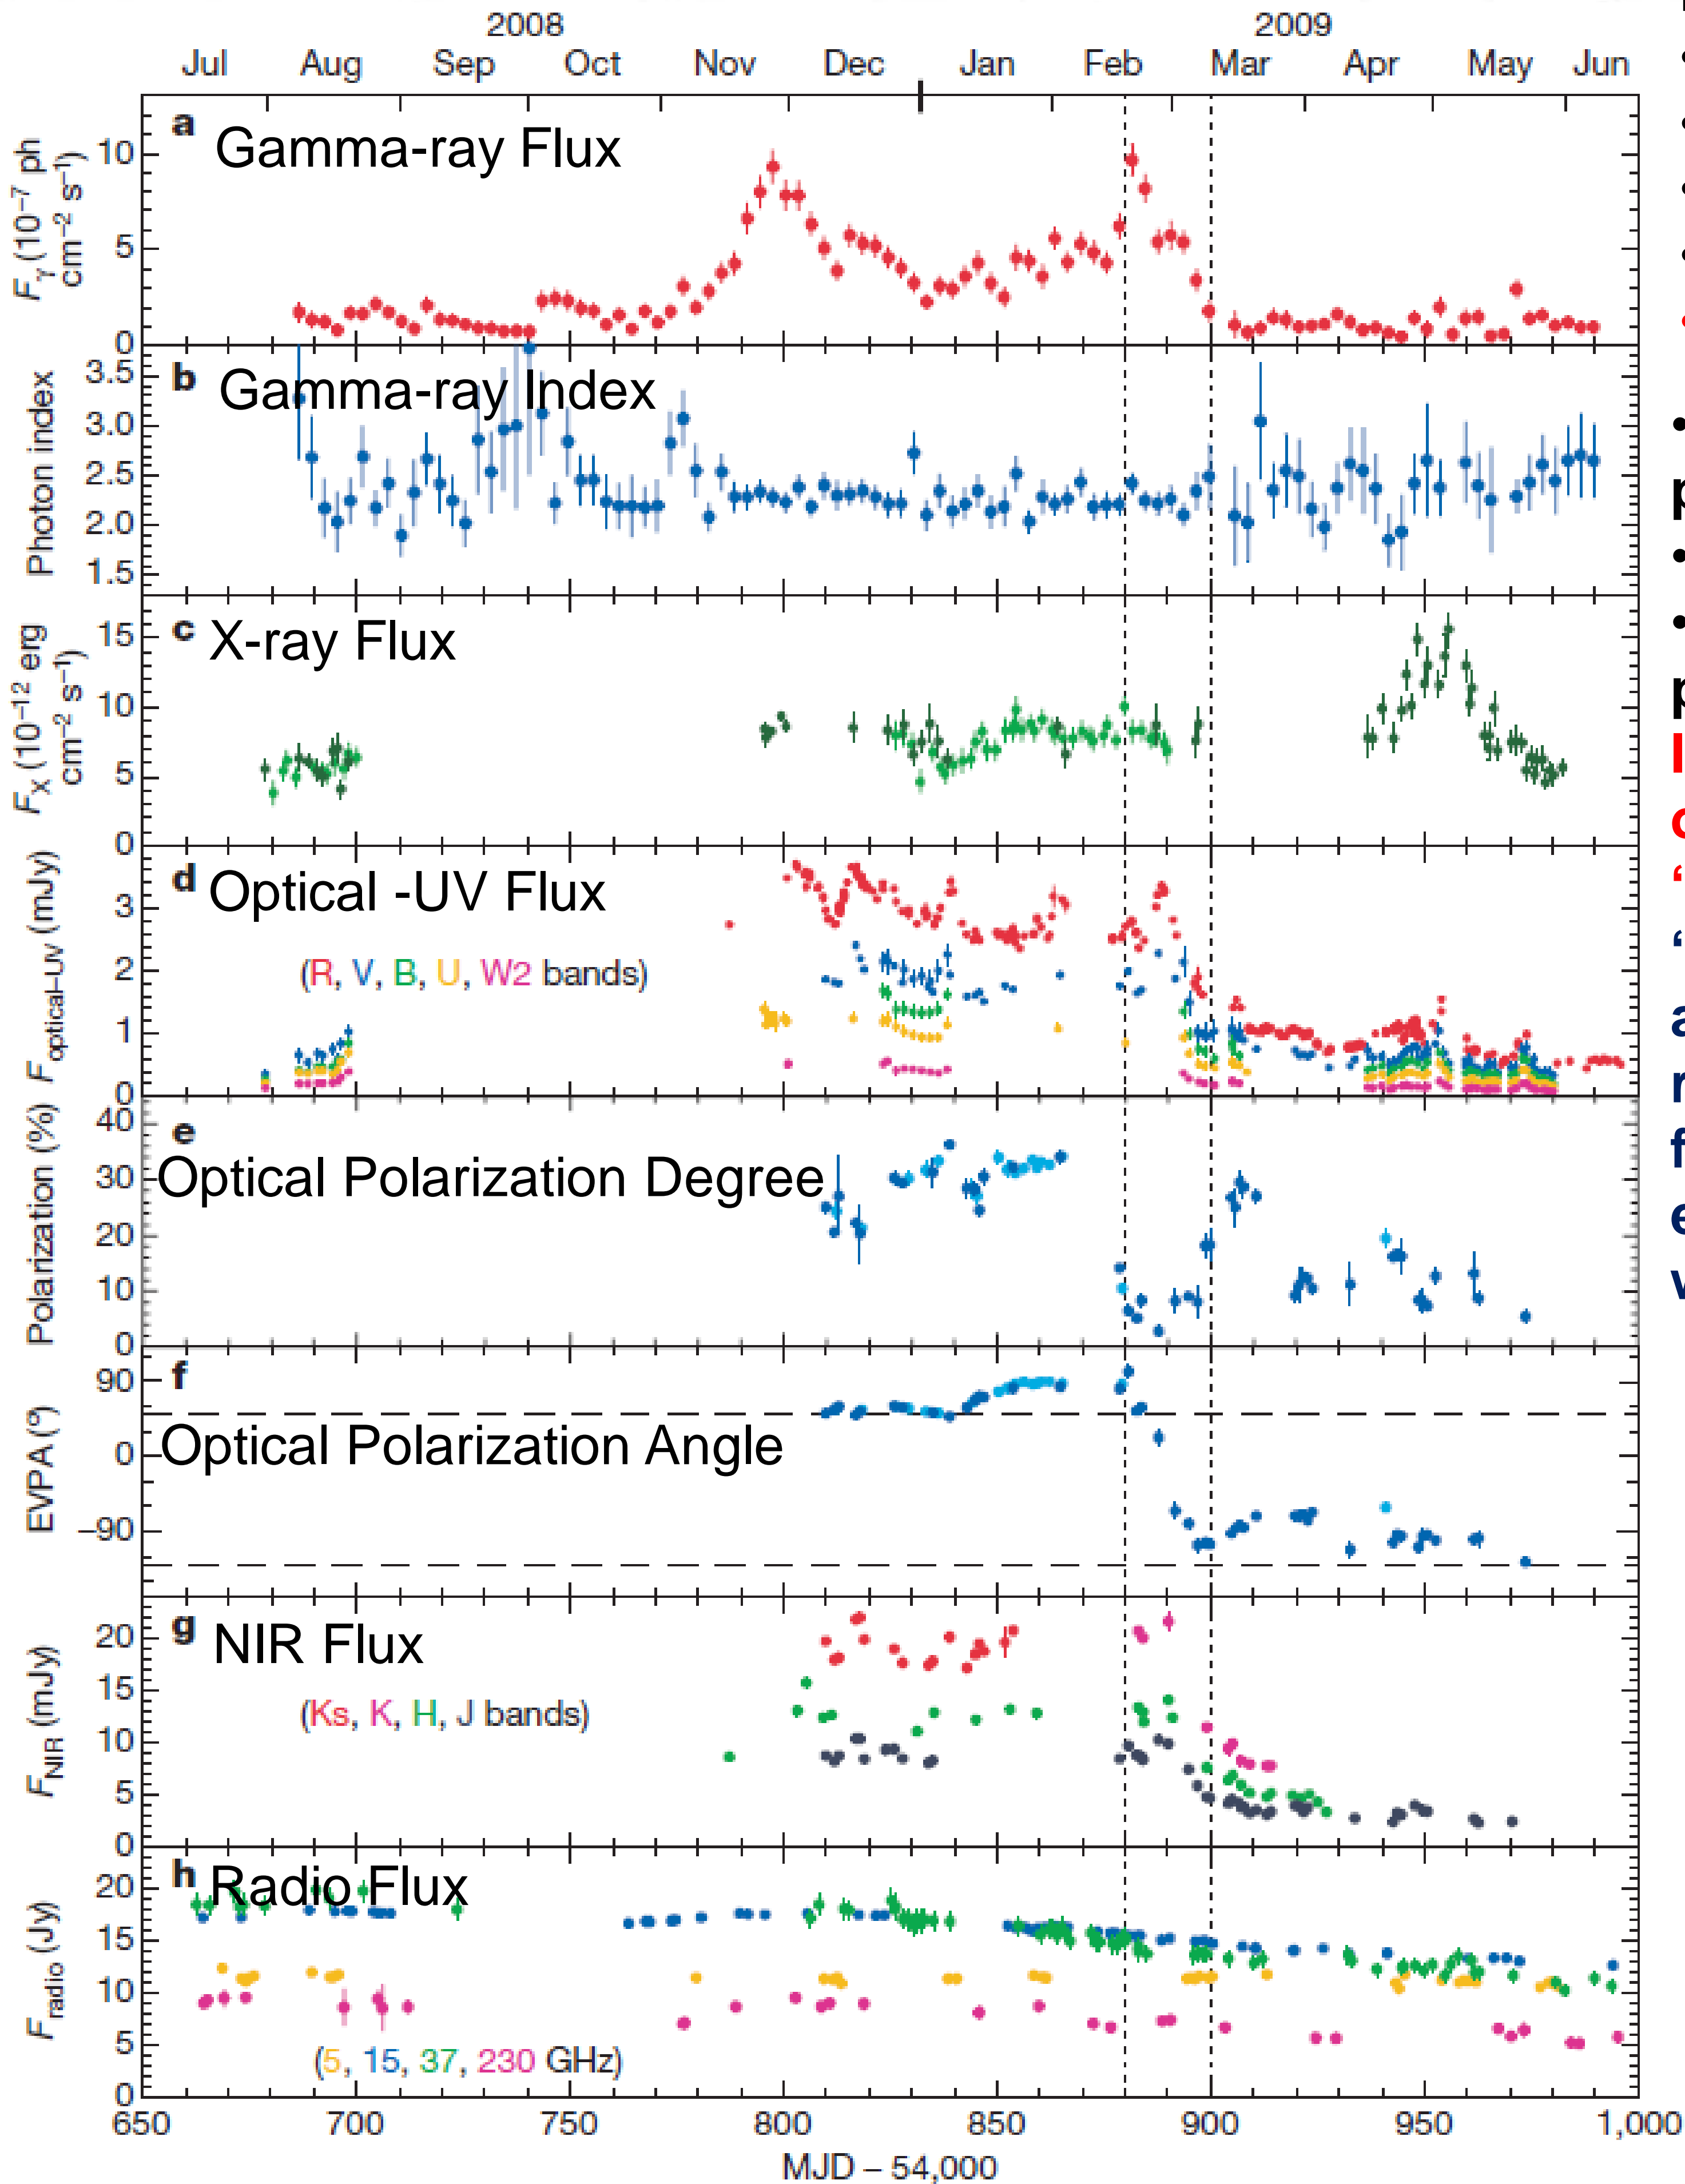 2008 2009
Jul Aug Sep Oct Nov Dec Jan Feb Mar Apr May Jun
a Gamma-ray Flux
Fγ (10⁻⁷ ph
cm⁻² s⁻¹)
10
5
0
b Gamma-ray Index
Photon index
3.5
3.0
2.5
2.0
1.5
c X-ray Flux
FX (10⁻¹² erg
cm⁻² s⁻¹)
15
10
5
0
d Optical -UV Flux
(R, V, B, U, W2 bands)
Foptical–UV (mJy)
3
2
1
0
e
Optical Polarization Degree
Polarization (%)
40
30
20
10
0
f
Optical Polarization Angle
EVPA (°)
90
0
–90
g NIR Flux
(Ks, K, H, J bands)
FNIR (mJy)
20
15
10
5
0
h Radio Flux
(5, 15, 37, 230 GHz)
Fradio (Jy)
20
15
10
5
0
650 700 750 800 850 900 950 1,000
MJD – 54,000